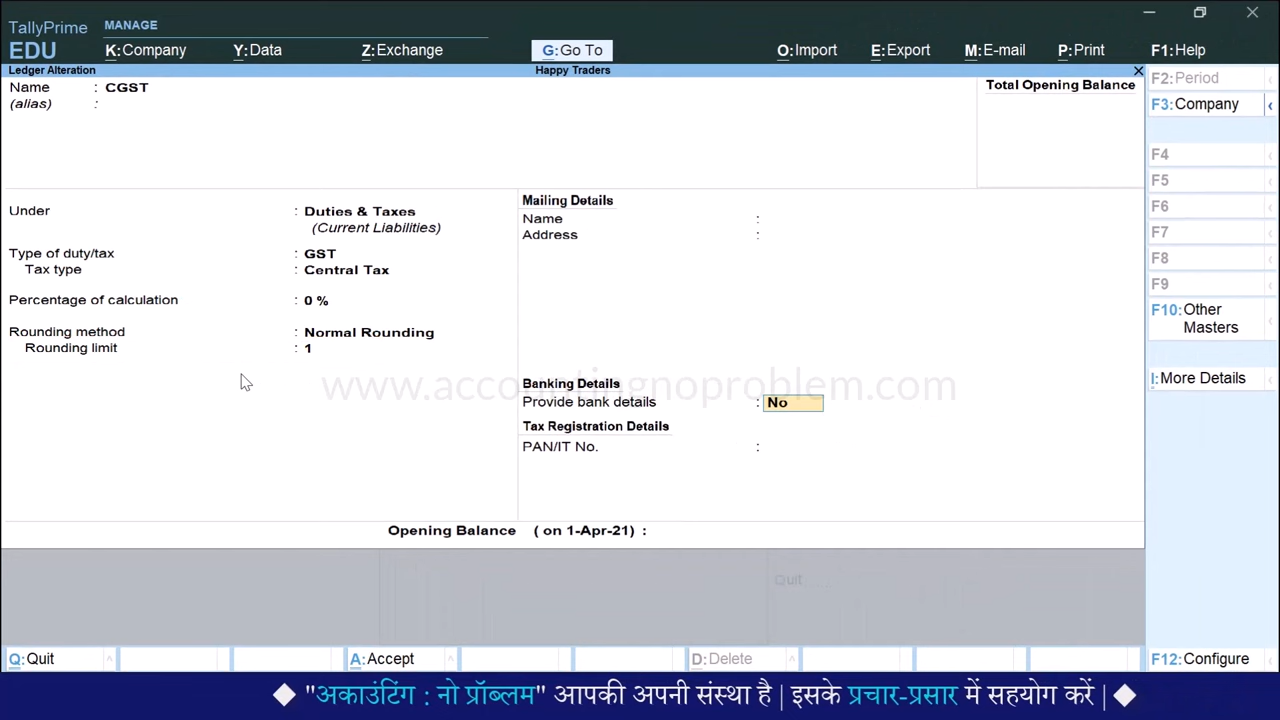 TallyPrime MANAGE
EDU K:Company Y:Data Z:Exchange G:Go To O:Import E:Export M:E-mail P:Print F1:Help
Ledger Alteration Happy Traders
Name : CGST
(alias) :
Total Opening Balance
F2:Period
F3:Company
F4
F5
F6
F7
F8
F9
F10:Other
Masters
I:More Details
F12:Configure
Under : Duties & Taxes
(Current Liabilities)
Type of duty/tax : GST
Tax type : Central Tax
Percentage of calculation : 0 %
Rounding method : Normal Rounding
Rounding limit : 1
Mailing Details
Name :
Address :
www.accountingnoproblem.com
Banking Details
Provide bank details : No
Tax Registration Details
PAN/IT No. :
Opening Balance ( on 1-Apr-21) :
Quit
Q:Quit A:Accept D:Delete
"अकाउंटिंग : नो प्रॉब्लम" आपकी अपनी संस्था है | इसके प्रचार-प्रसार में सहयोग करें |